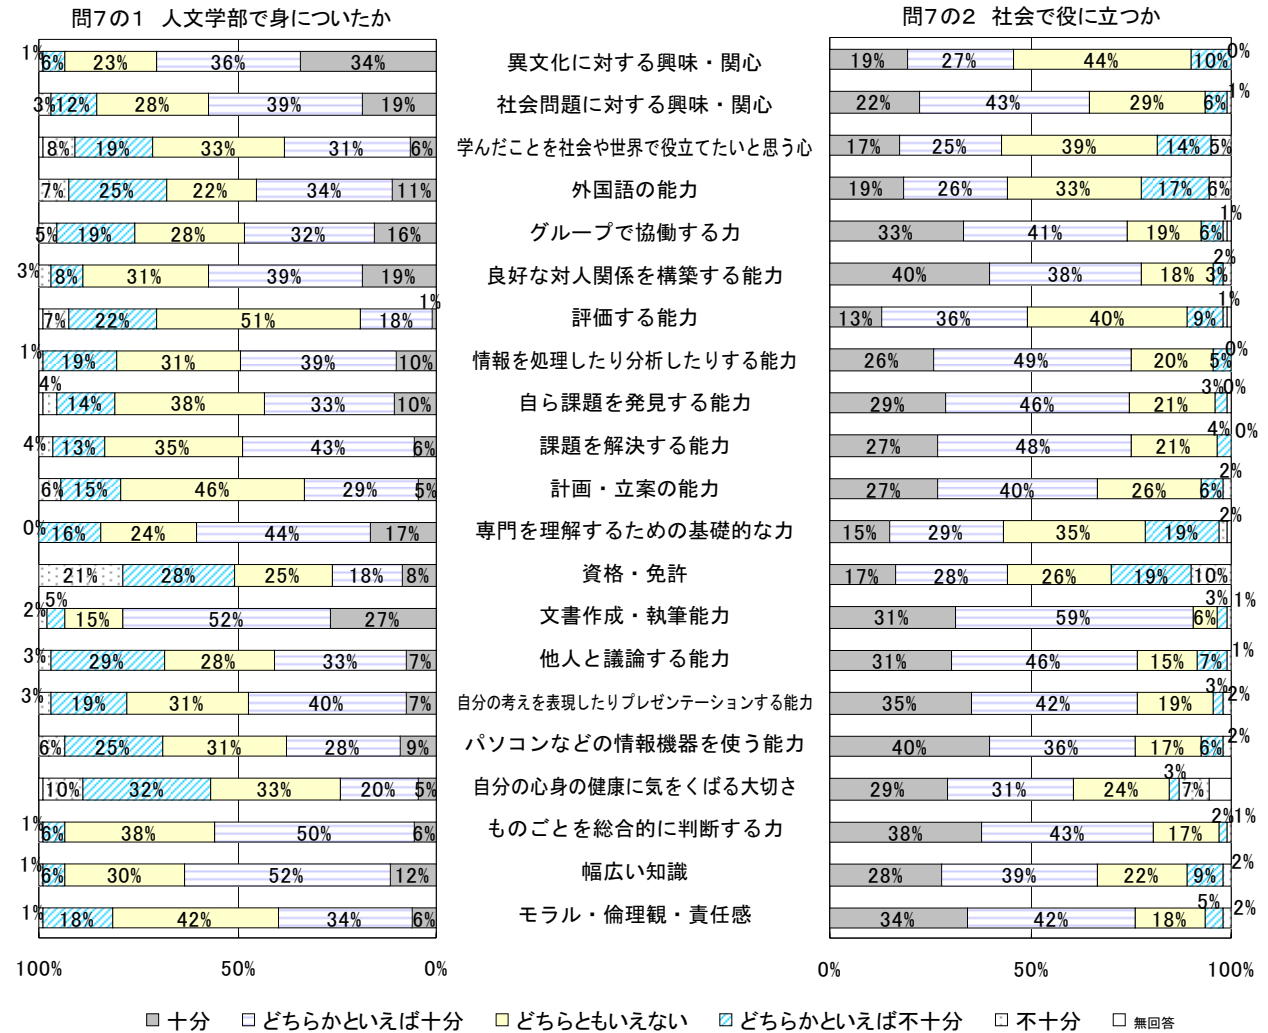 問７の１　人文学部で身についたか　問７の２　社会で役に立つか
1% 6% 23% 36% 34% 異文化に対する興味・関心 19% 27% 44% 10% 0%
3% 12% 28% 39% 19% 社会問題に対する興味・関心 22% 43% 29% 6% 1%
8% 19% 33% 31% 6% 学んだことを社会や世界で役立てたいと思う心 17% 25% 39% 14% 5%
7% 25% 22% 34% 11% 外国語の能力 19% 26% 33% 17% 6%
5% 19% 28% 32% 16% グループで協働する力 33% 41% 19% 6% 1%
3% 8% 31% 39% 19% 良好な対人関係を構築する能力 40% 38% 18% 3% 2%
7% 22% 51% 18% 1% 評価する能力 13% 36% 40% 9% 1%
1% 19% 31% 39% 10% 情報を処理したり分析したりする能力 26% 49% 20% 5% 0%
4% 14% 38% 33% 10% 自ら課題を発見する能力 29% 46% 21% 3% 0%
4% 13% 35% 43% 6% 課題を解決する能力 27% 48% 21% 4% 0%
6% 15% 46% 29% 5% 計画・立案の能力 27% 40% 26% 6% 2%
0% 16% 24% 44% 17% 専門を理解するための基礎的な力 15% 29% 35% 19% 2%
21% 28% 25% 18% 8% 資格・免許 17% 28% 26% 19% 10%
2% 5% 15% 52% 27% 文書作成・執筆能力 31% 59% 6% 3% 1%
3% 29% 28% 33% 7% 他人と議論する能力 31% 46% 15% 7% 1%
3% 19% 31% 40% 7% 自分の考えを表現したりプレゼンテーションする能力 35% 42% 19% 3% 2%
6% 25% 31% 28% 9% パソコンなどの情報機器を使う能力 40% 36% 17% 6% 2%
10% 32% 33% 20% 5% 自分の心身の健康に気をくばる大切さ 29% 31% 24% 3% 7%
1% 6% 38% 50% 6% ものごとを総合的に判断する力 38% 43% 17% 2% 1%
1% 6% 30% 52% 12% 幅広い知識 28% 39% 22% 9% 2%
1% 18% 42% 34% 6% モラル・倫理観・責任感 34% 42% 18% 5% 2%
100% 50% 0% 0% 50% 100%
十分 どちらかといえば十分 どちらともいえない どちらかといえば不十分 不十分 無回答